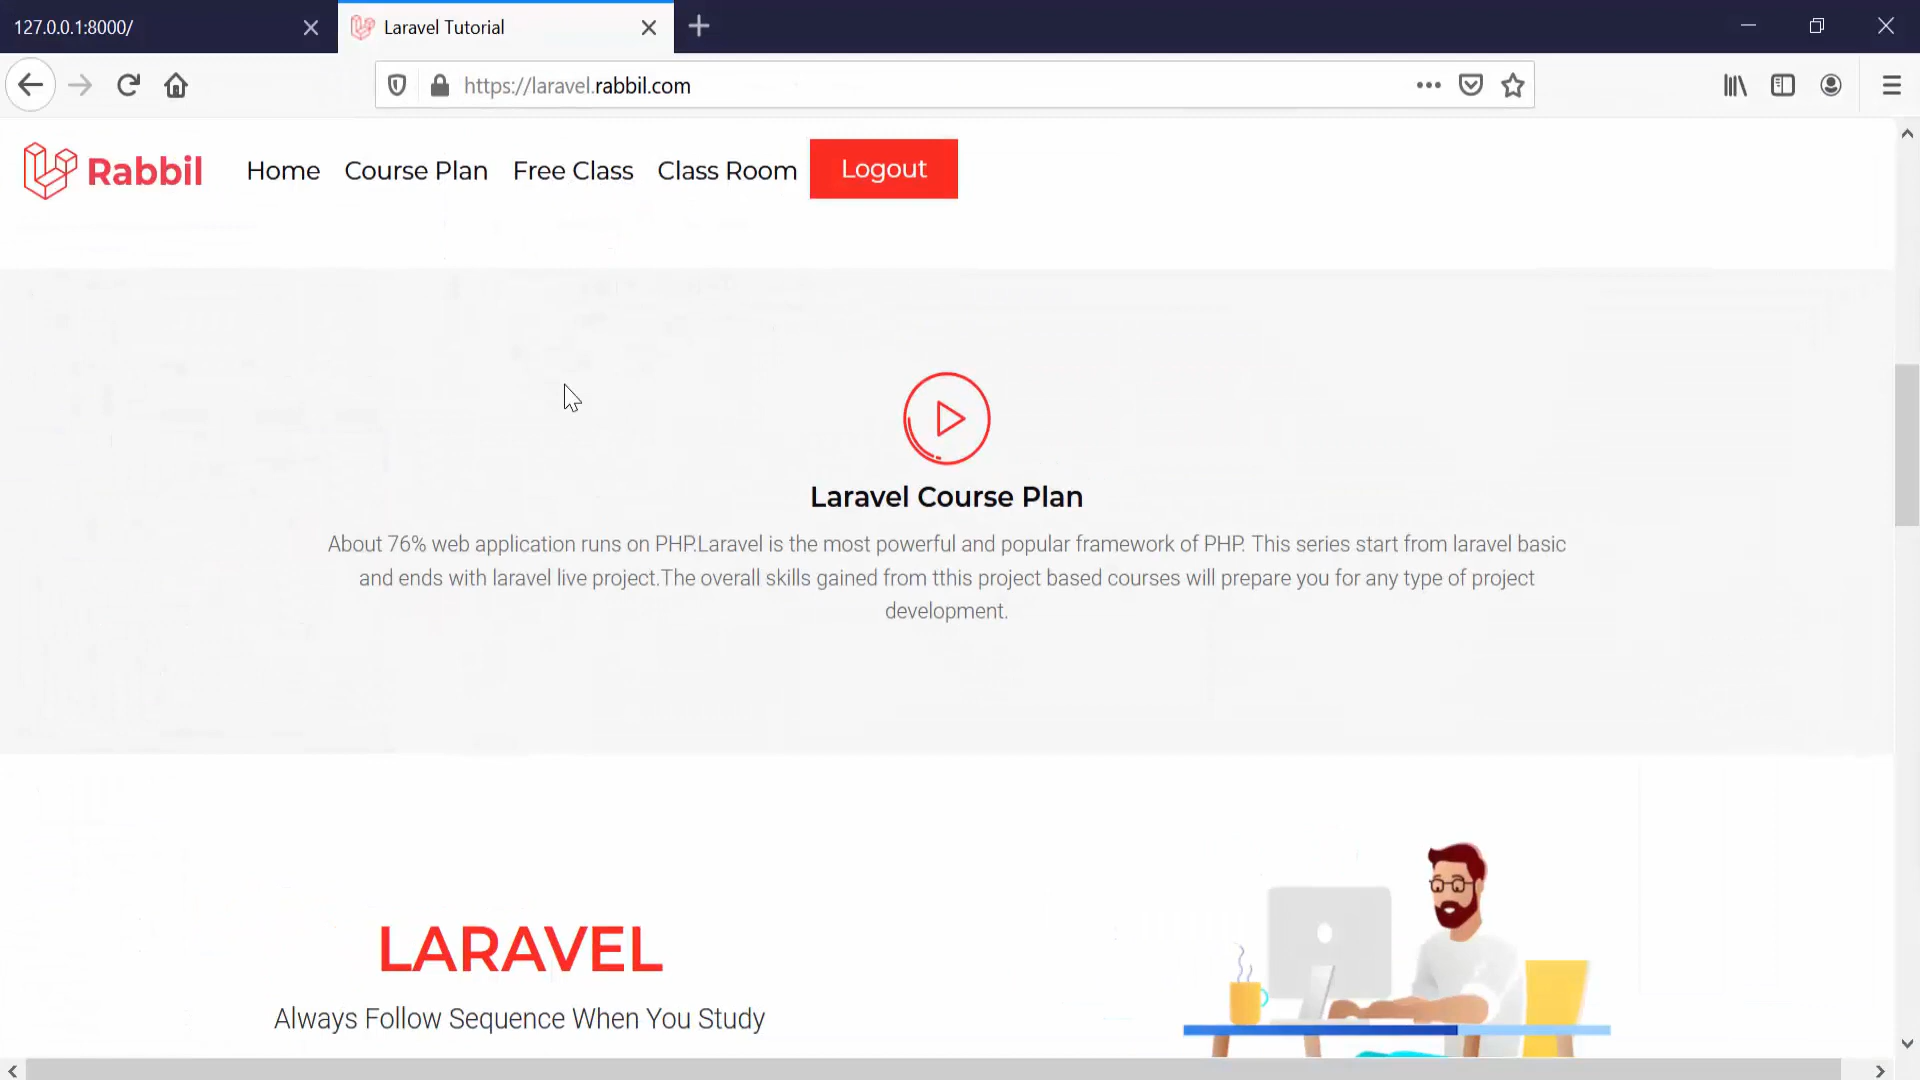 127.0.0.1:8000/
Laravel Tutorial
https://laravel.rabbil.com
Rabbil
Home
Course Plan
Free Class
Class Room
Logout
Laravel Course Plan
About 76% web application runs on PHP.Laravel is the most powerful and popular framework of PHP. This series start from laravel basic
and ends with laravel live project.The overall skills gained from tthis project based courses will prepare you for any type of project
development.
LARAVEL
Always Follow Sequence When You Study